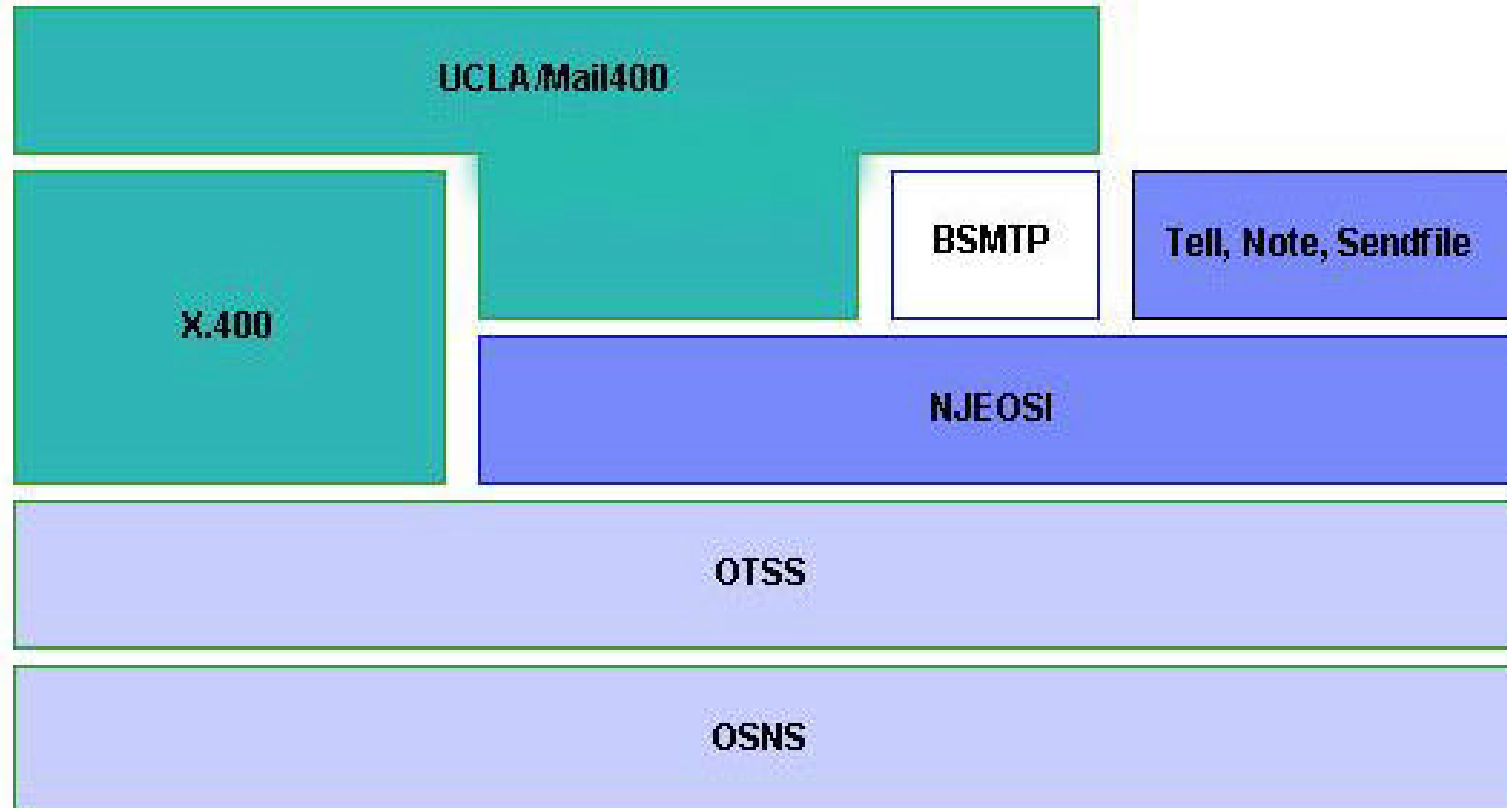 UCLA/Mail400
BSMTP
Tell, Note, Sendfile
X.400
NJEOSI
OTSS
OSNS